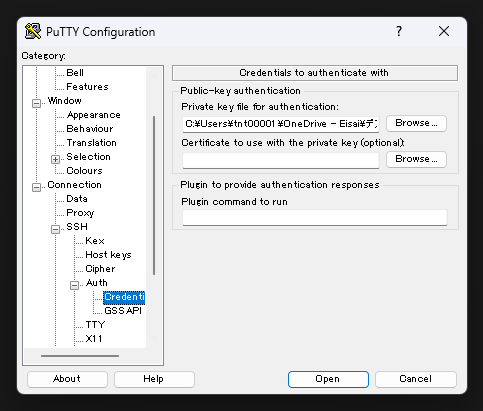 PuTTY Configuration
?
Category:
Bell
Features
Window
Appearance
Behaviour
Translation
Selection
Colours
Connection
Data
Proxy
SSH
Kex
Host keys
Cipher
Auth
Credenti
GSSAPI
TTY
X11
Credentials to authenticate with
Public-key authentication
Private key file for authentication:
C:¥Users¥tnt00001¥OneDrive - Eisai¥デ
Browse...
Certificate to use with the private key (optional):
Browse...
Plugin to provide authentication responses
Plugin command to run
About
Help
Open
Cancel